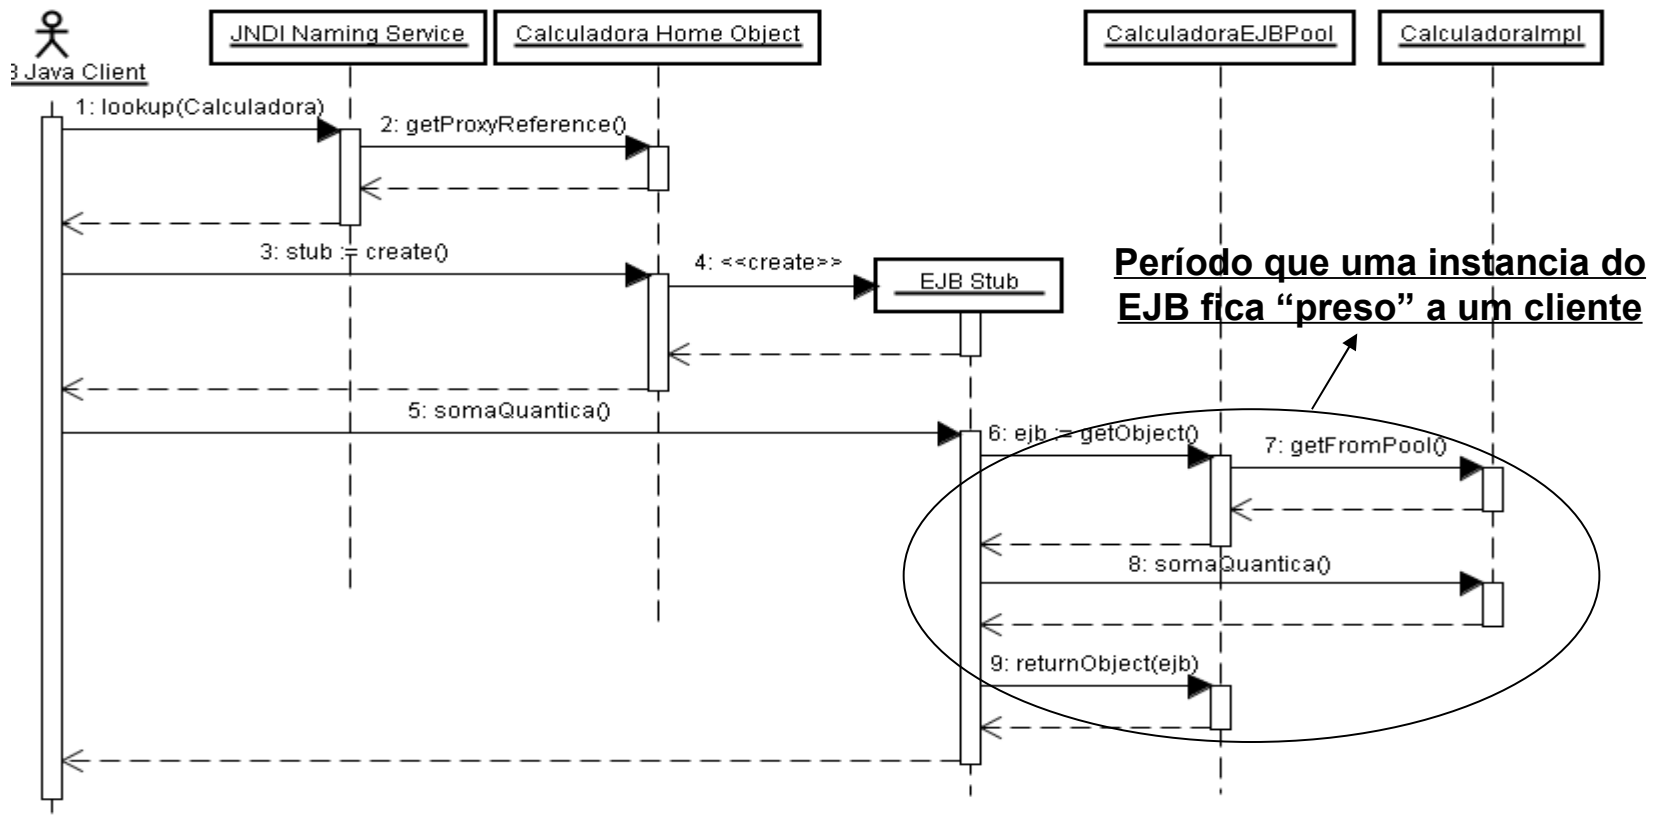 JNDI Naming Service
Calculadora Home Object
CalculadoraEJBPool
CalculadoraImpl
Java Client
1: lookup(Calculadora)
2: getProxyReference()
3: stub := create()
4: <<create>>
EJB Stub
Período que uma instancia do
EJB fica “preso” a um cliente
5: somaQuantica()
6: ejb := getObject()
7: getFromPool()
8: somaQuantica()
9: returnObject(ejb)